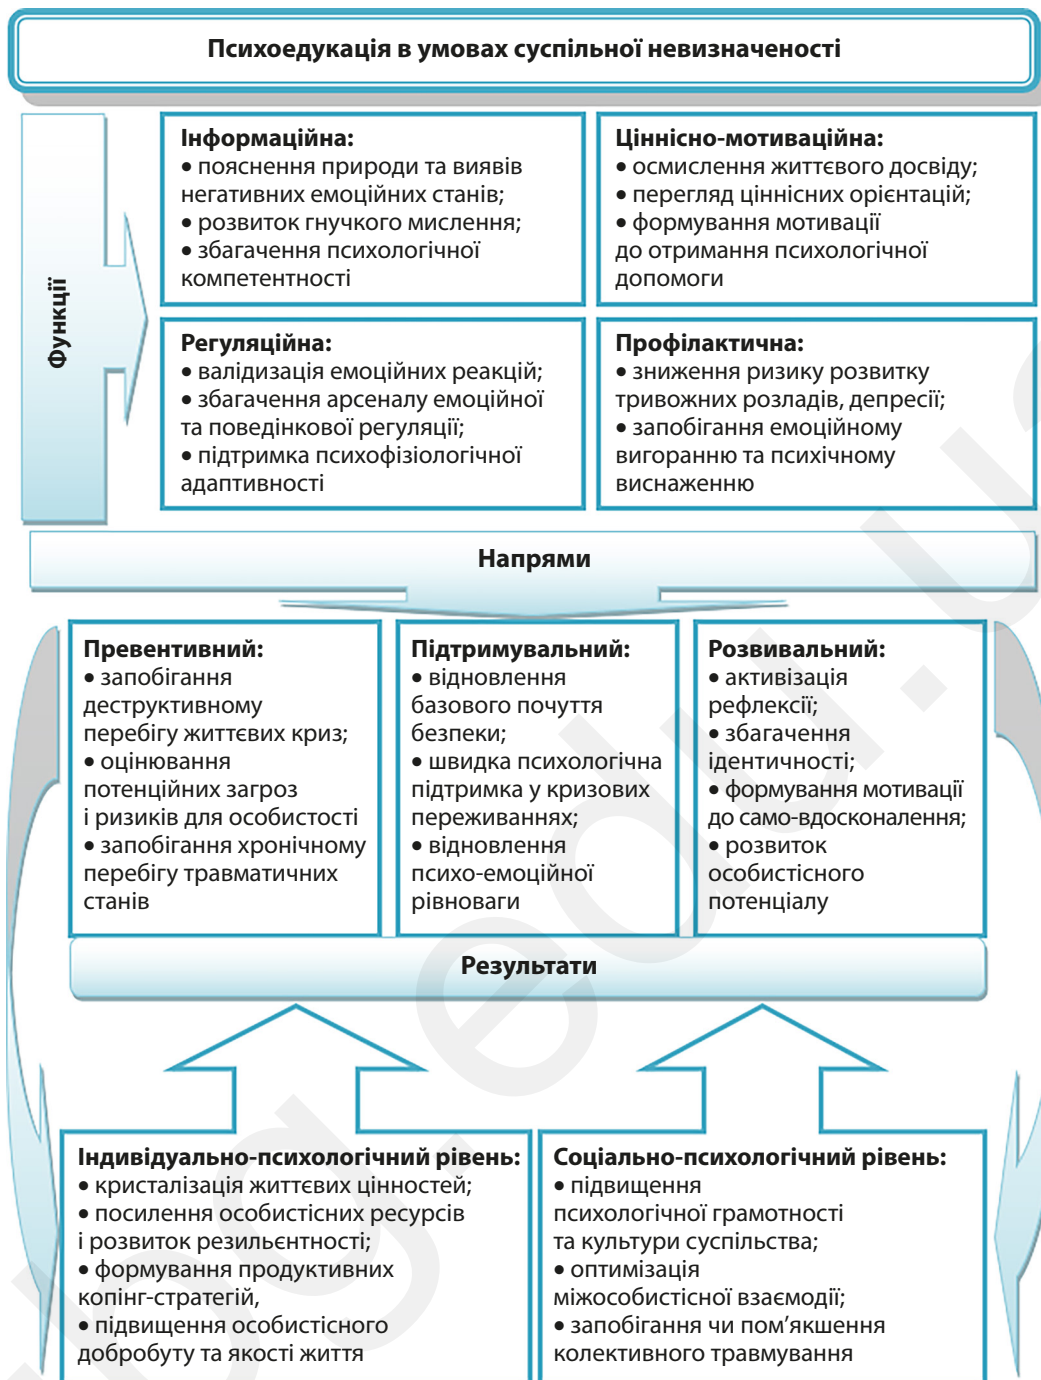 Психоедукація в умовах суспільної невизначеності
Функції
Інформаційна:
• пояснення природи та виявів
негативних емоційних станів;
• розвиток гнучкого мислення;
• збагачення психологічної
компетентності
Ціннісно-мотиваційна:
• осмислення життєвого досвіду;
• перегляд ціннісних орієнтацій;
• формування мотивації
до отримання психологічної
допомоги
Регуляційна:
• валідизація емоційних реакцій;
• збагачення арсеналу емоційної
та поведінкової регуляції;
• підтримка психофізіологічної
адаптивності
Профілактична:
• зниження ризику розвитку
тривожних розладів, депресії;
• запобігання емоційному
вигоранню та психічному
виснаженню
Напрями
Превентивний:
• запобігання
деструктивному
перебігу життєвих криз;
• оцінювання
потенційних загроз
і ризиків для особистості
• запобігання хронічному
перебігу травматичних
станів
Підтримувальний:
• відновлення
базового почуття
безпеки;
• швидка психологічна
підтримка у кризових
переживаннях;
• відновлення
психо-емоційної
рівноваги
Розвивальний:
• активізація
рефлексії;
• збагачення
ідентичності;
• формування мотивації
до само-вдосконалення;
• розвиток
особистісного
потенціалу
Результати
Індивідуально-психологічний рівень:
• кристалізація життєвих цінностей;
• посилення особистісних ресурсів
і розвиток резильєнтності;
• формування продуктивних
копінг-стратегій,
• підвищення особистісного
добробуту та якості життя
Соціально-психологічний рівень:
• підвищення
психологічної грамотності
та культури суспільства;
• оптимізація
міжособистісної взаємодії;
• запобігання чи пом’якшення
колективного травмування